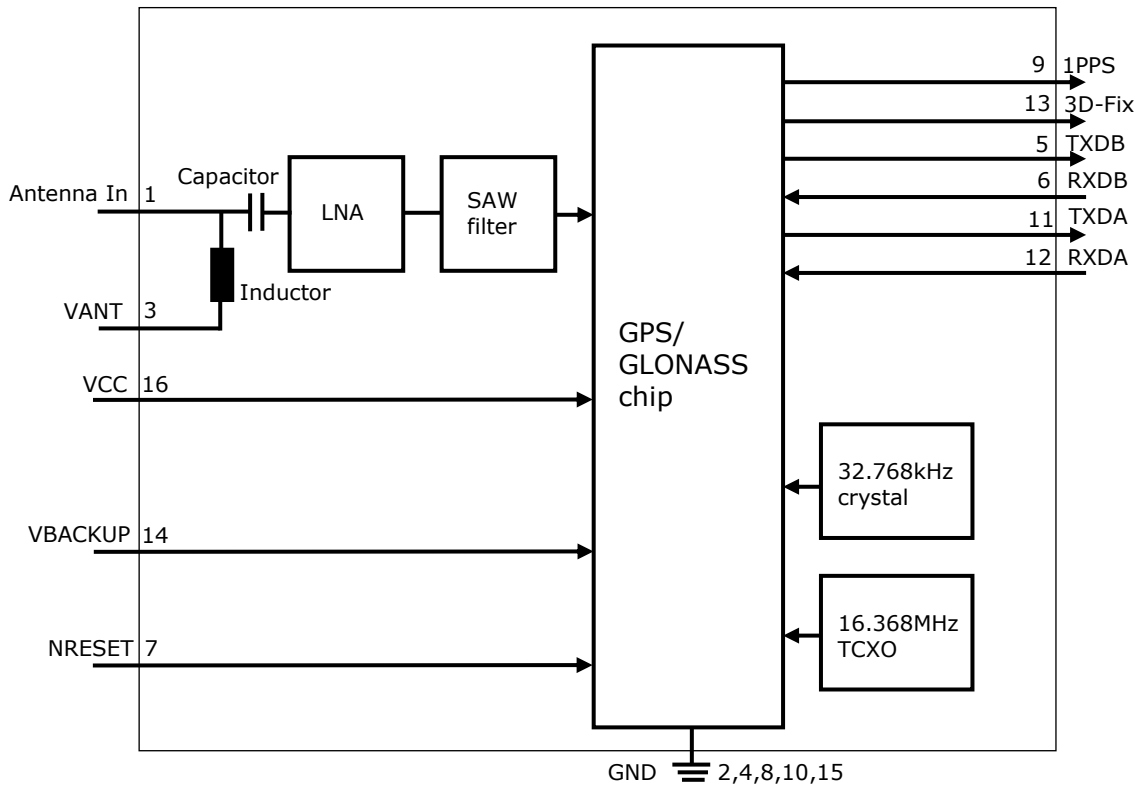 9 1PPS
13 3D-Fix
5 TXDB
6 RXDB
11 TXDA
12 RXDA
Antenna In 1
Capacitor
LNA
SAW
filter
Inductor
VANT 3
VCC 16
GPS/
GLONASS
chip
32.768kHz
crystal
VBACKUP 14
16.368MHz
TCXO
NRESET 7
GND 2,4,8,10,15